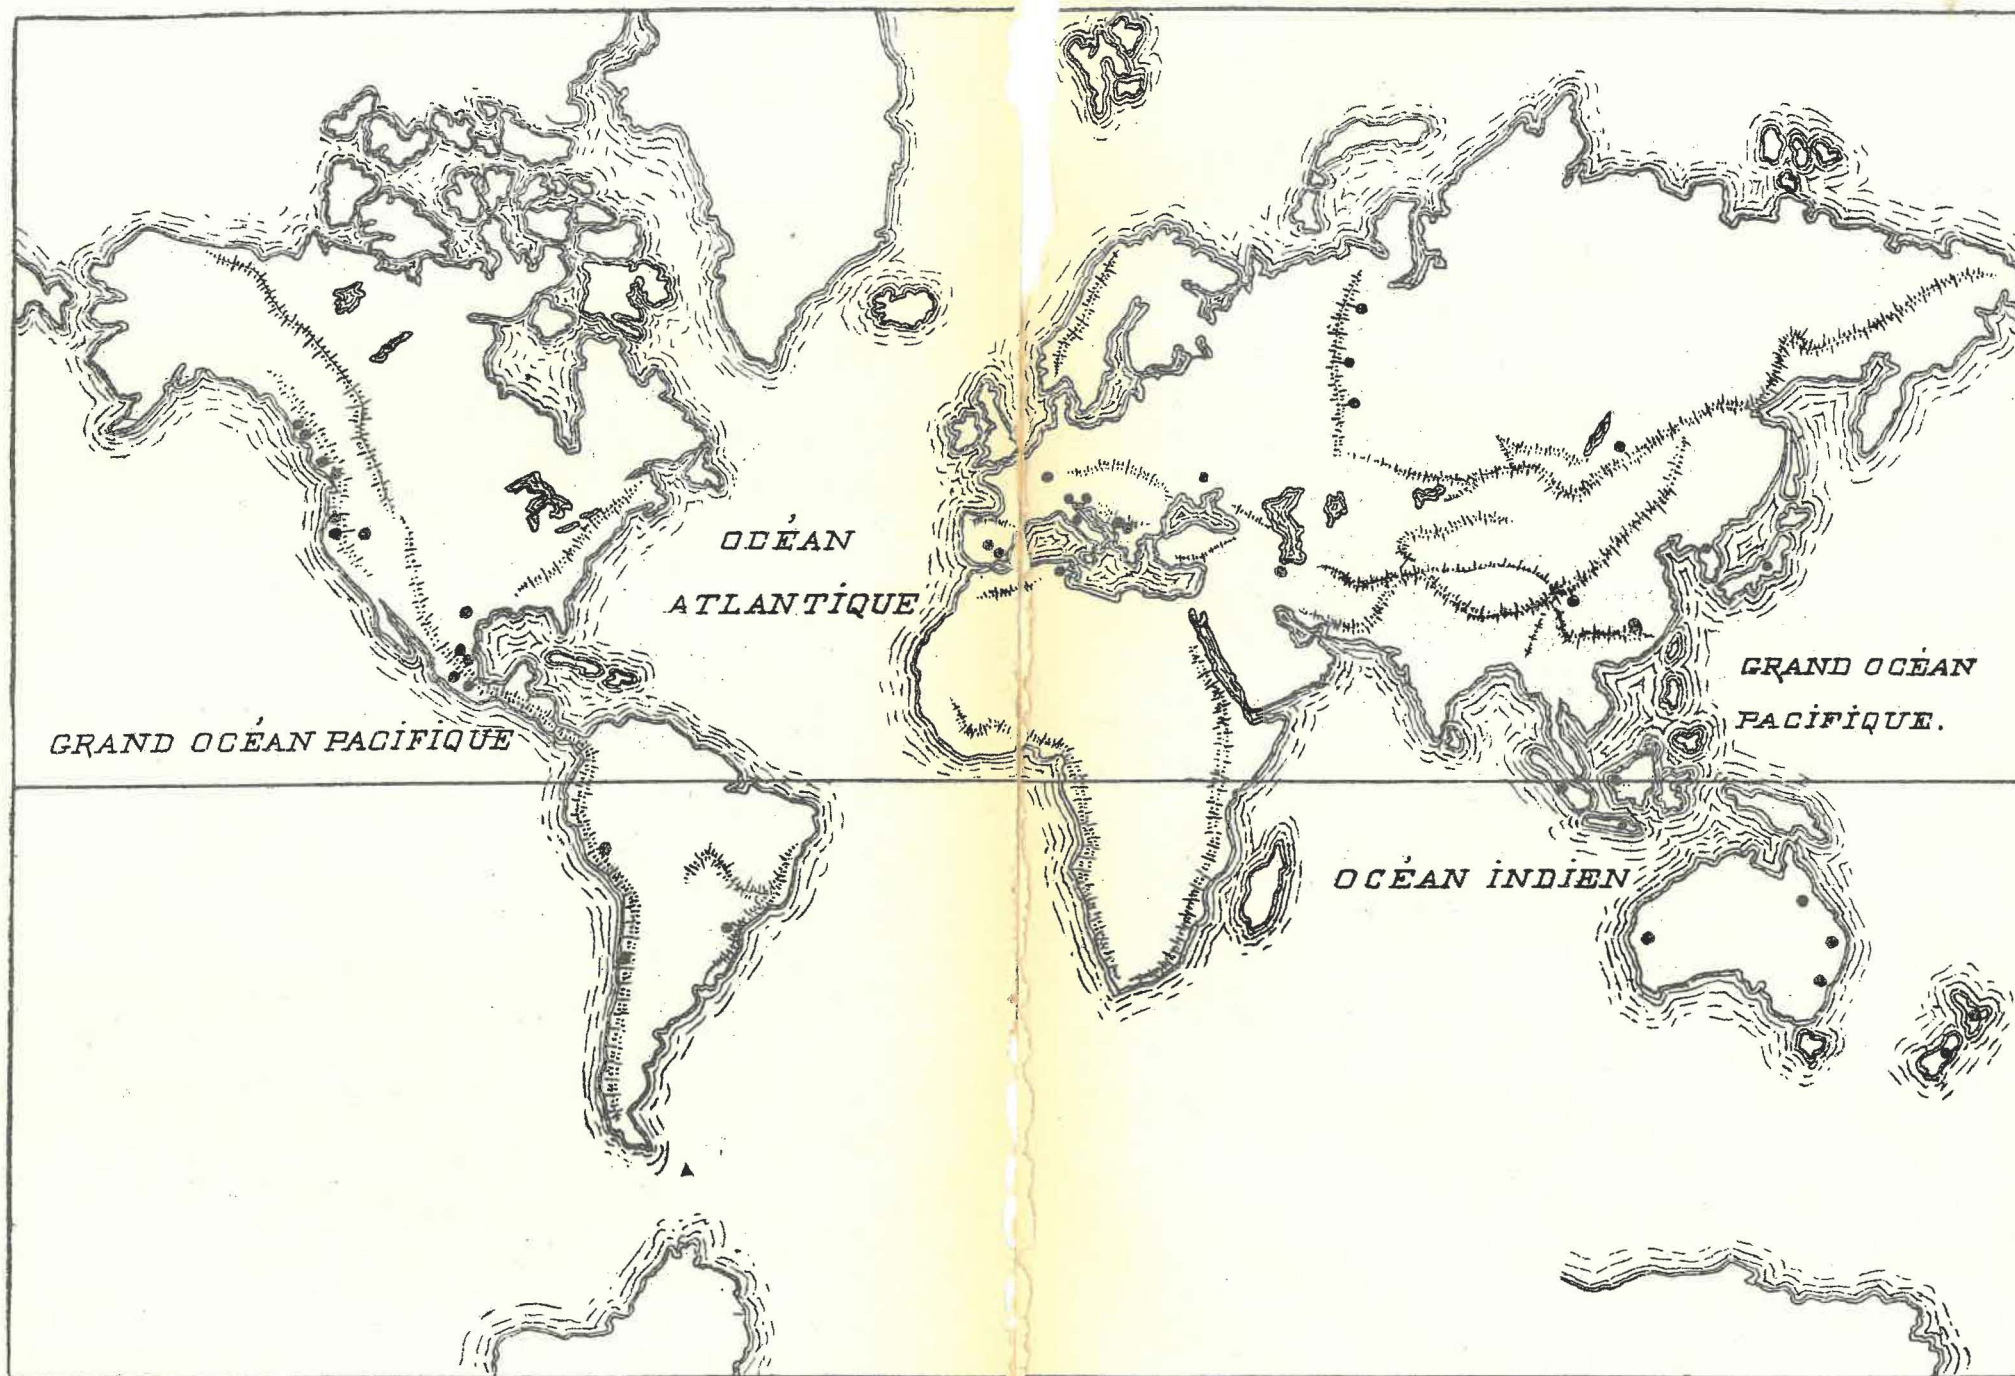 OCÉAN
ATLANTIQUE
GRAND OCÉAN PACIFIQUE
GRAND OCÉAN
PACIFIQUE.
OCÉAN INDIEN